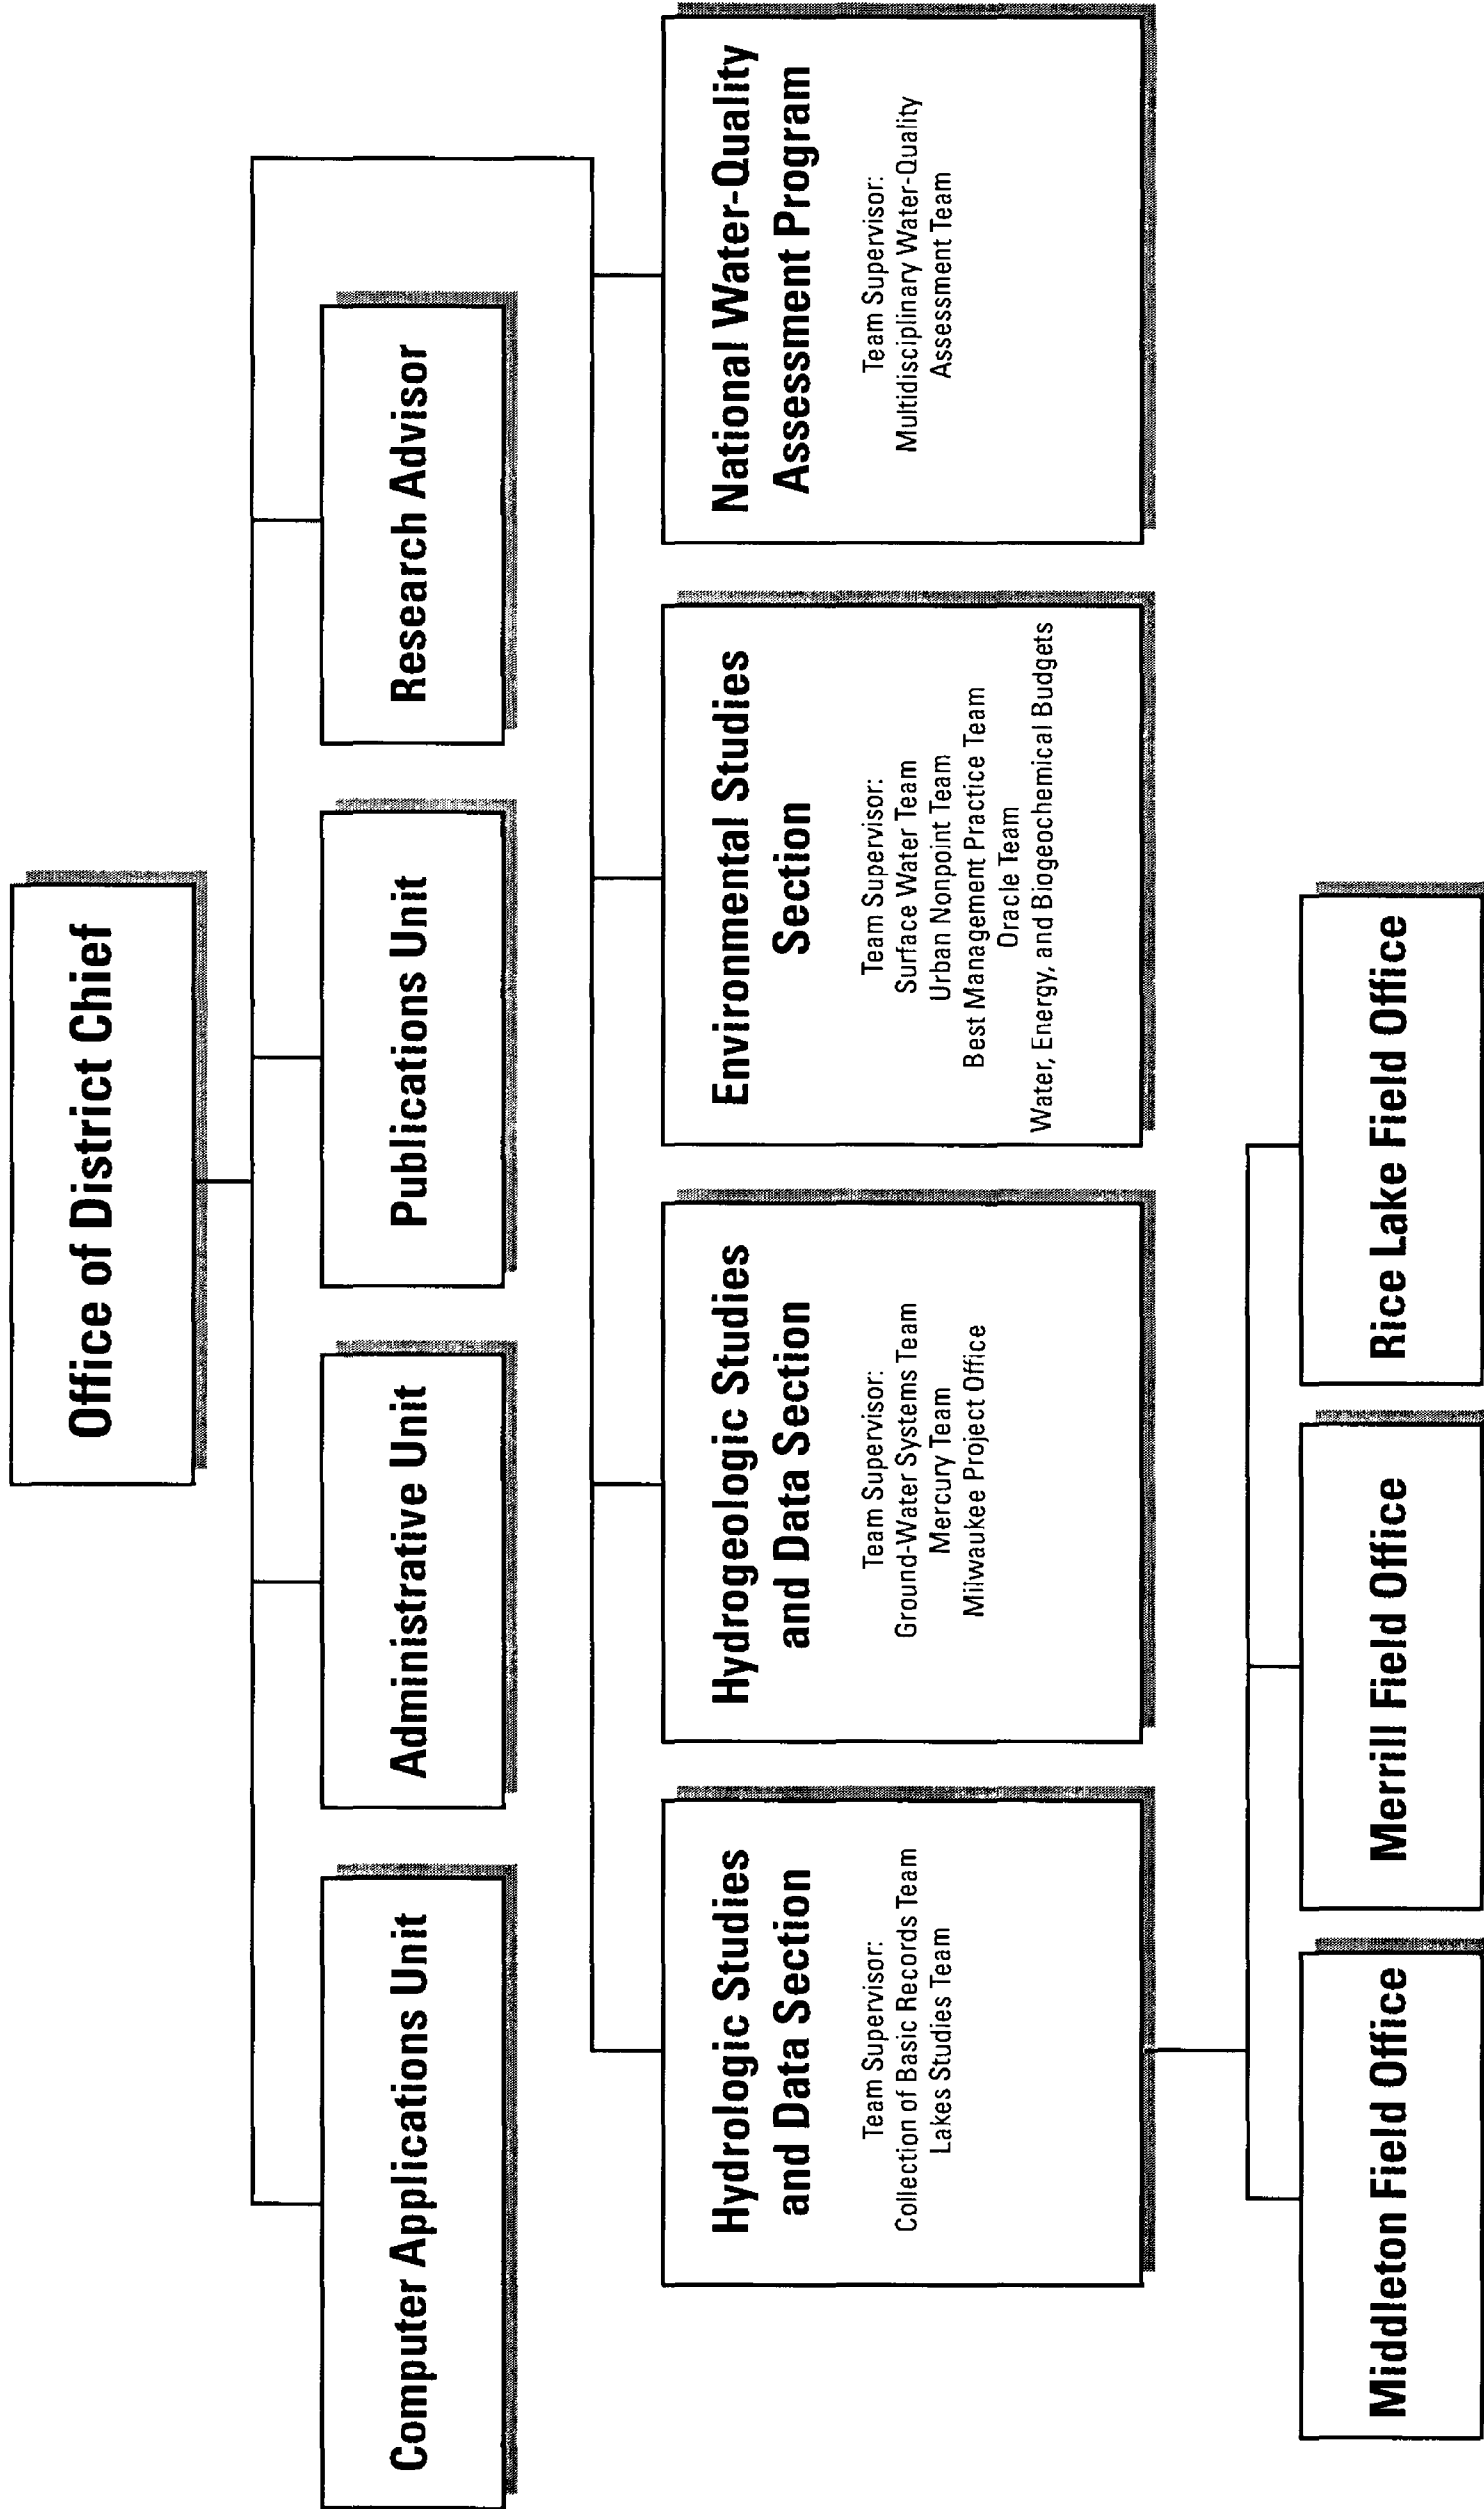 Office of District Chief
Computer Applications Unit
Administrative Unit
Publications Unit
Research Advisor
Hydrologic Studies
and Data Section
Team Supervisor:
Collection of Basic Records Team
Lakes Studies Team
Hydrogeologic Studies
and Data Section
Team Supervisor:
Ground-Water Systems Team
Mercury Team
Milwaukee Project Office
Environmental Studies
Section
Team Supervisor:
Surface Water Team
Urban Nonpoint Team
Best Management Practice Team
Oracle Team
Water, Energy, and Biogeochemical Budgets
National Water-Quality
Assessment Program
Team Supervisor:
Multidisciplinary Water-Quality
Assessment Team
Middleton Field Office
Merrill Field Office
Rice Lake Field Office